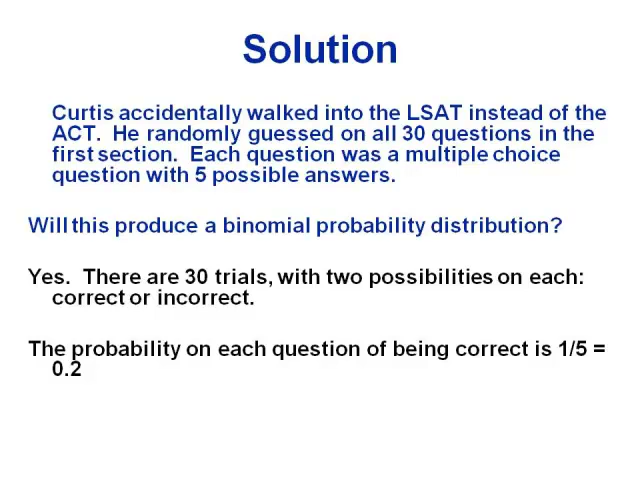 Solution
Curtis accidentally walked into the LSAT instead of the
ACT.  He randomly guessed on all 30 questions in the
first section.  Each question was a multiple choice
question with 5 possible answers.
Will this produce a binomial probability distribution?
Yes.  There are 30 trials, with two possibilities on each:
correct or incorrect.
The probability on each question of being correct is 1/5 =
0.2